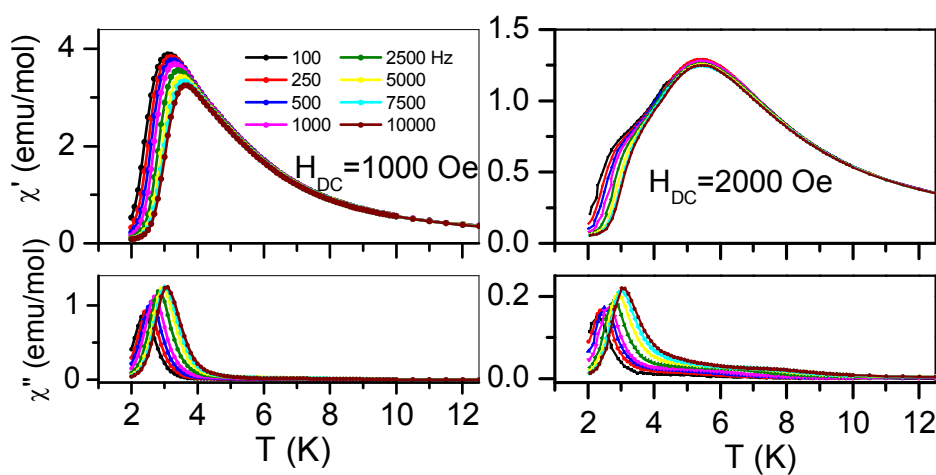 4
2
0
χ' (emu/mol)
100
250
500
1000
2500 Hz
5000
7500
10000
H_DC=1000 Oe
1.5
1.0
0.5
0.0
H_DC=2000 Oe
1
0
χ" (emu/mol)
0.2
0.0
2 4 6 8 10 12
2 4 6 8 10 12
T (K)
T (K)